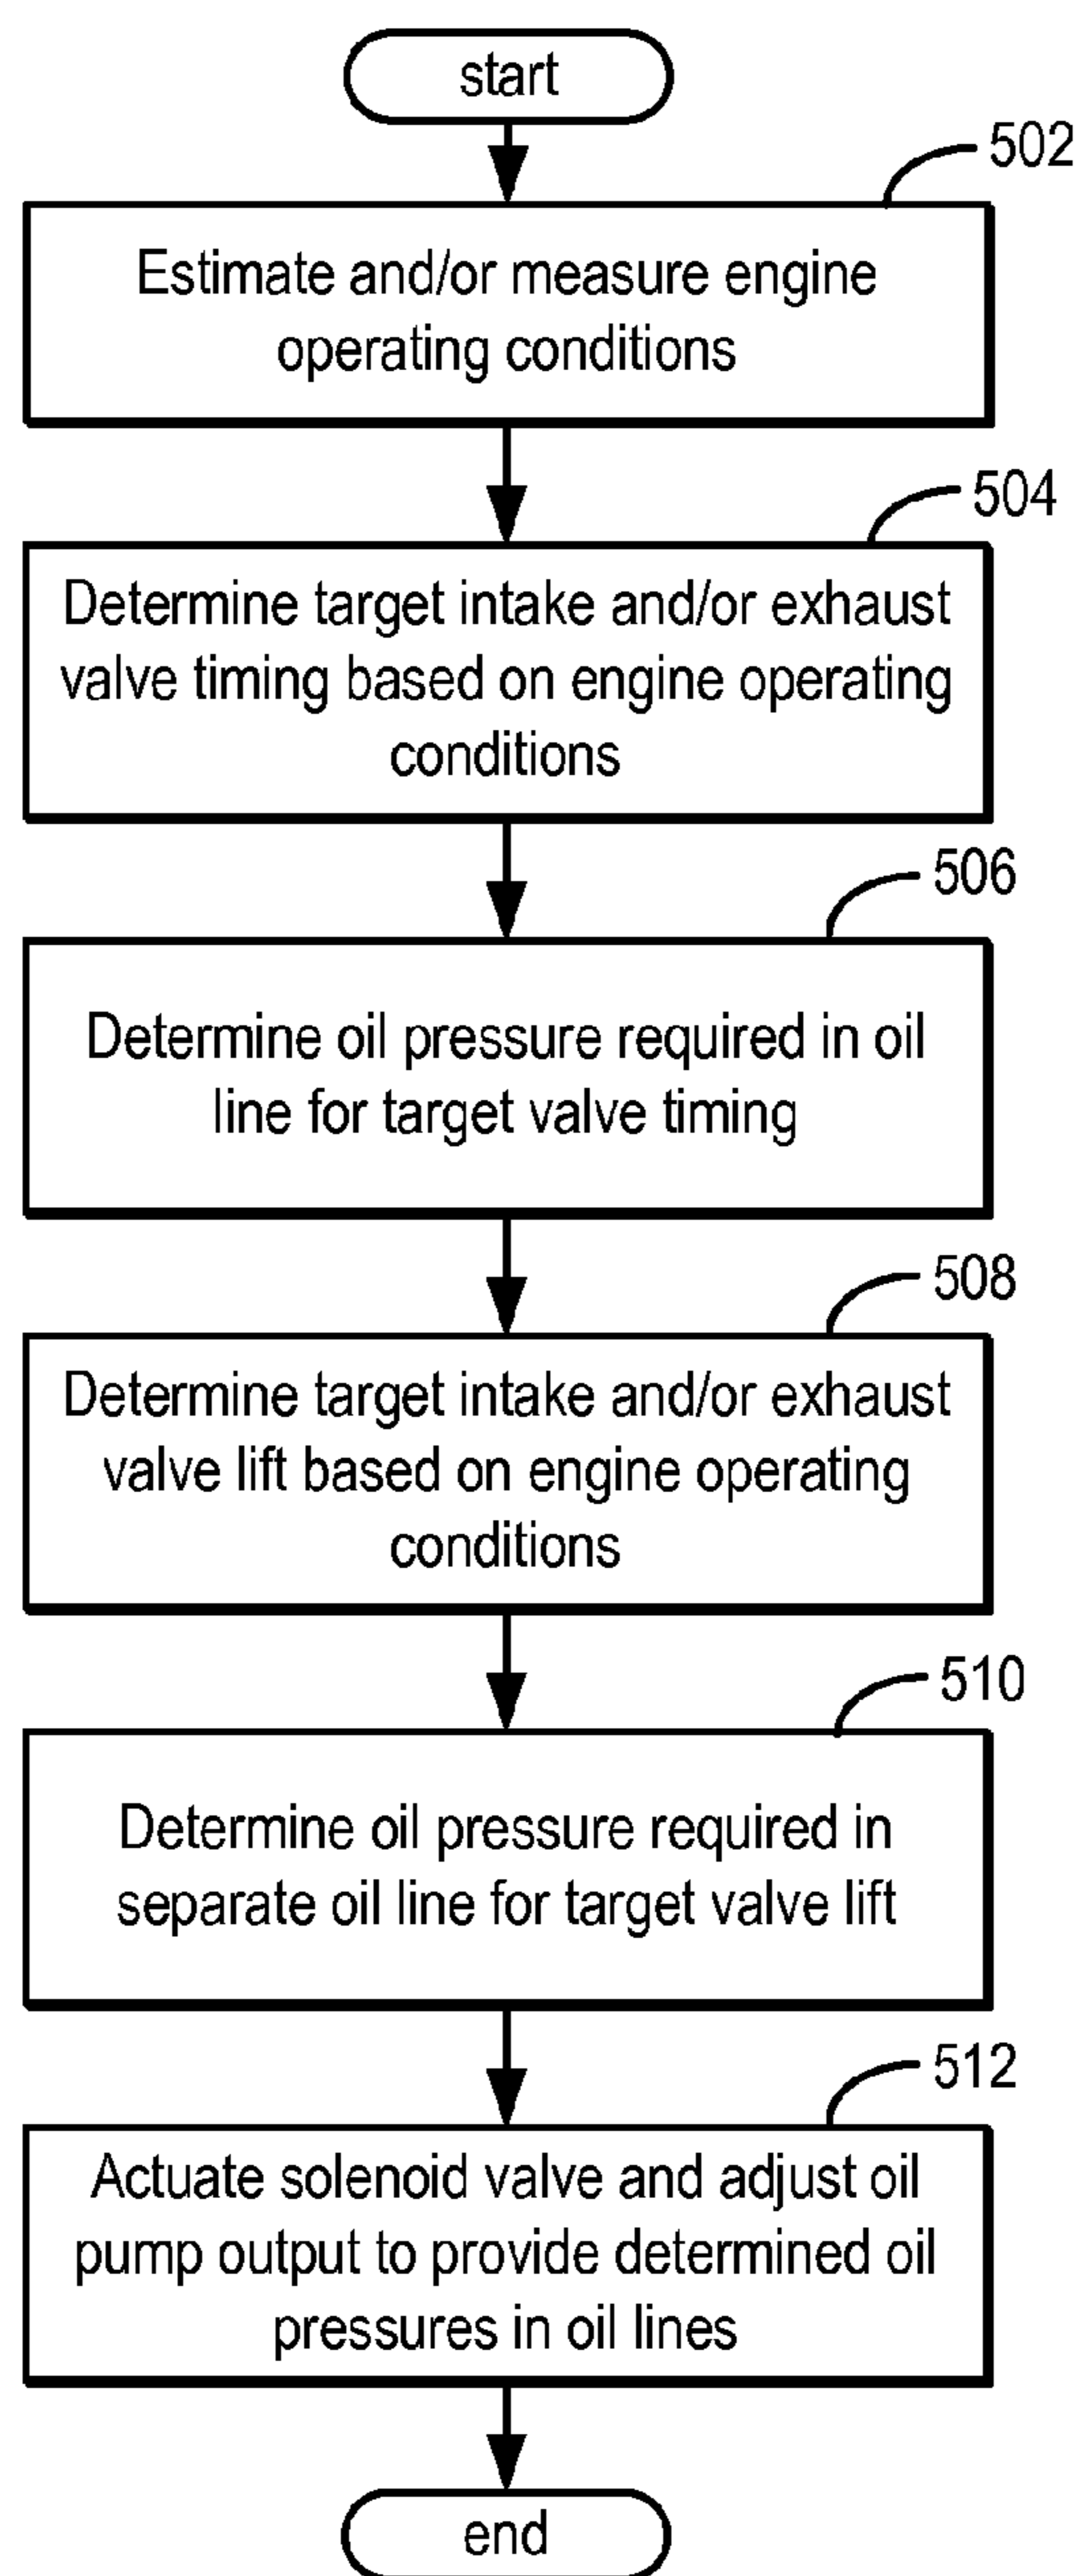 start
502
Estimate and/or measure engine
operating conditions
504
Determine target intake and/or exhaust
valve timing based on engine operating
conditions
506
Determine oil pressure required in oil
line for target valve timing
508
Determine target intake and/or exhaust
valve lift based on engine operating
conditions
510
Determine oil pressure required in
separate oil line for target valve lift
512
Actuate solenoid valve and adjust oil
pump output to provide determined oil
pressures in oil lines
end